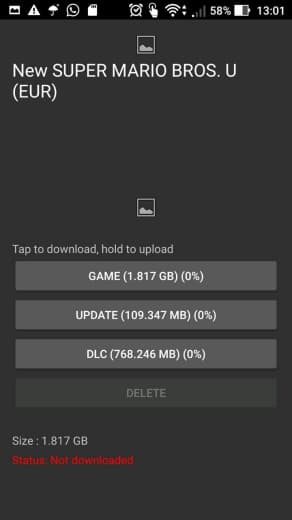 58% 13:01
New SUPER MARIO BROS. U
(EUR)
Tap to download, hold to upload
GAME (1.817 GB) (0%)
UPDATE (109.347 MB) (0%)
DLC (768.246 MB) (0%)
DELETE
Size : 1.817 GB
Status: Not downloaded